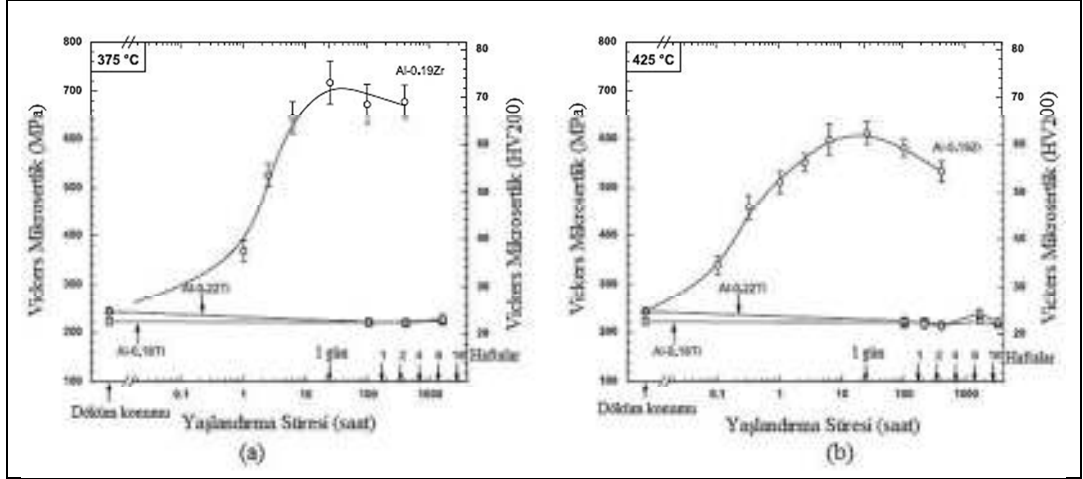 375 °C
Al-0.19Zr
Al-0.22Ti
Al-0.18Ti
1 gün
1 2 4 8 16 Haftalar
800
700
600
500
400
300
200
100
80
70
60
50
40
30
20
0.1 1 10 100 1000
Vickers Mikrosertlik (MPa)
Vickers Mikrosertlik (HV200)
Döküm konumu
Yaşlandırma Süresi (saat)
(a)
425 °C
Al-0.19Zr
Al-0.22Ti
Al-0.18Ti
1 gün
1 2 4 8 16 Haftalar
800
700
600
500
400
300
200
100
80
70
60
50
40
30
20
0.1 1 10 100 1000
Vickers Mikrosertlik (MPa)
Vickers Mikrosertlik (HV200)
Döküm konumu
Yaşlandırma Süresi (saat)
(b)